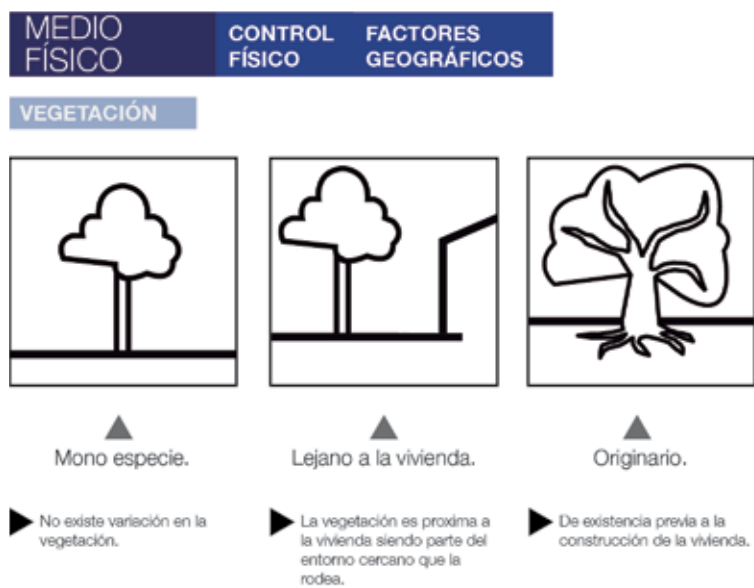 MEDIO
FÍSICO
CONTROL
FÍSICO
FACTORES
GEOGRÁFICOS
VEGETACIÓN
Mono especie.
Lejano a la vivienda.
Originario.
No existe variación en la
vegetación.
La vegetación es proxima a
la vivienda siendo parte del
entorno cercano que la
rodea.
De existencia previa a la
construcción de la vivienda.